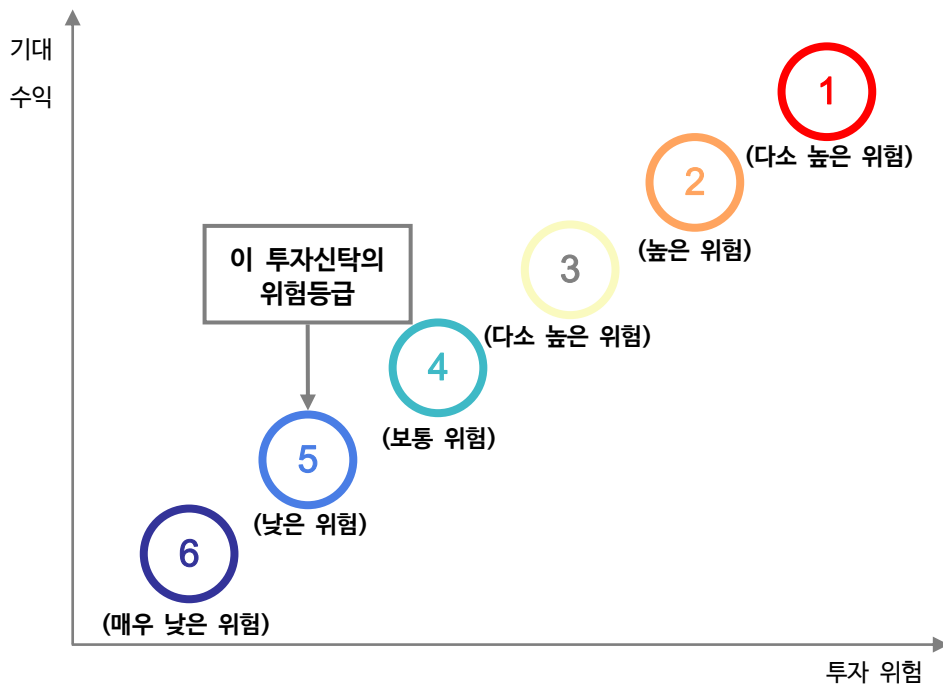 기대
수익
1
(다소 높은 위험)
2
(높은 위험)
이 투자신탁의
위험등급
3
(다소 높은 위험)
4
(보통 위험)
5
(낮은 위험)
6
(매우 낮은 위험)
투자 위험